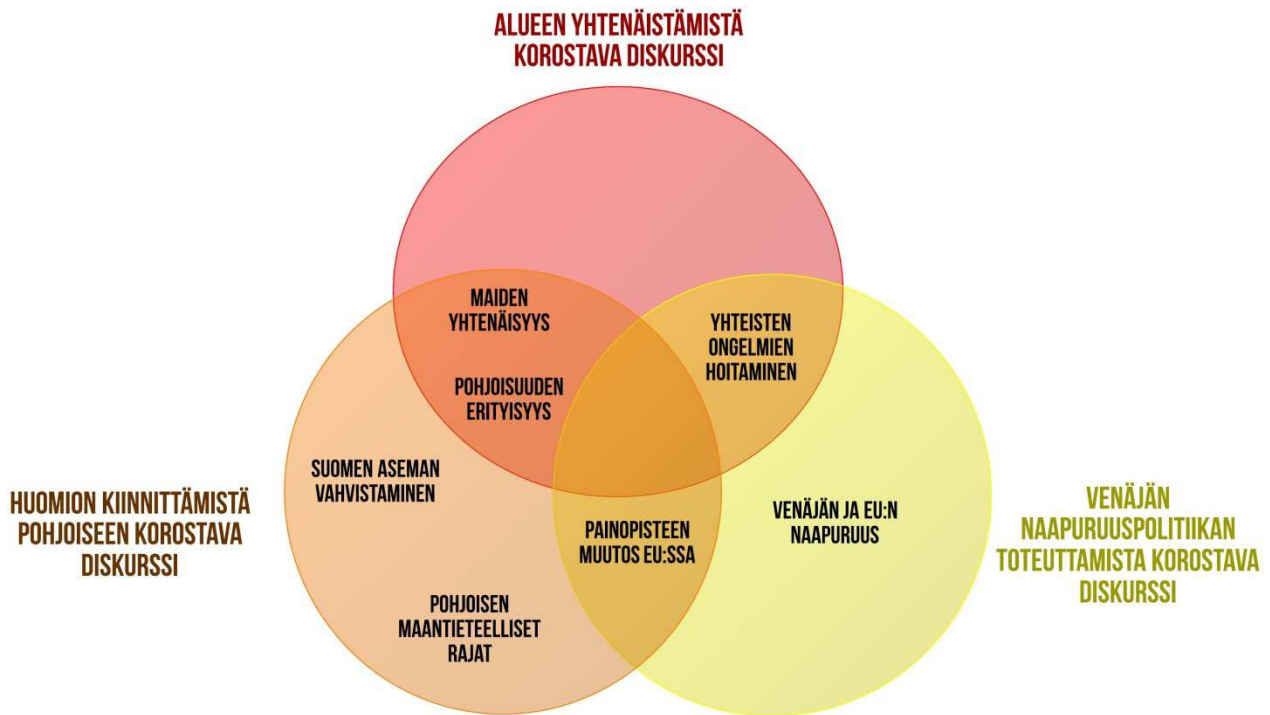 ALUEEN YHTENÄISTÄMISTÄ
KOROSTAVA DISKURSSI
MAIDEN
YHTENÄISYYS
YHTEISTEN
ONGELMIEN
HOITAMINEN
POHJOISUUDEN
ERITYISYYS
SUOMEN ASEMAN
VAHVISTAMINEN
HUOMION KIINNITTÄMISTÄ
POHJOISEEN KOROSTAVA
DISKURSSI
PAINOPISTEEN
MUUTOS EU:SSA
VENÄJÄN JA EU:N
NAAPURUUS
VENÄJÄN
NAAPURUUSPOLITIIKAN
TOTEUTTAMISTA KOROSTAVA
DISKURSSI
POHJOISEN
MAANTIETEELLISET
RAJAT